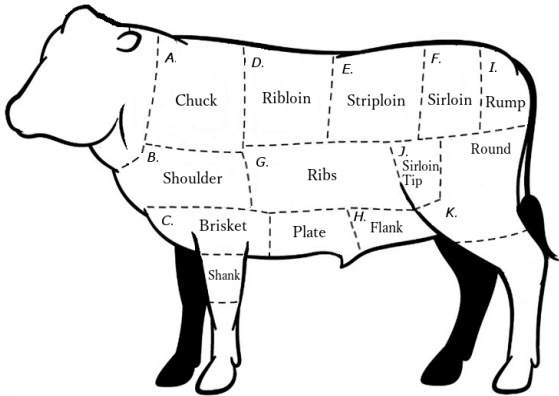 A.
Chuck
D.
Ribloin
E.
Striploin
F.
Sirloin
I.
Rump
B.
Shoulder
G.
Ribs
J.
Sirloin
Tip
Round
C.
Brisket
Plate
H.
Flank
K.
Shank